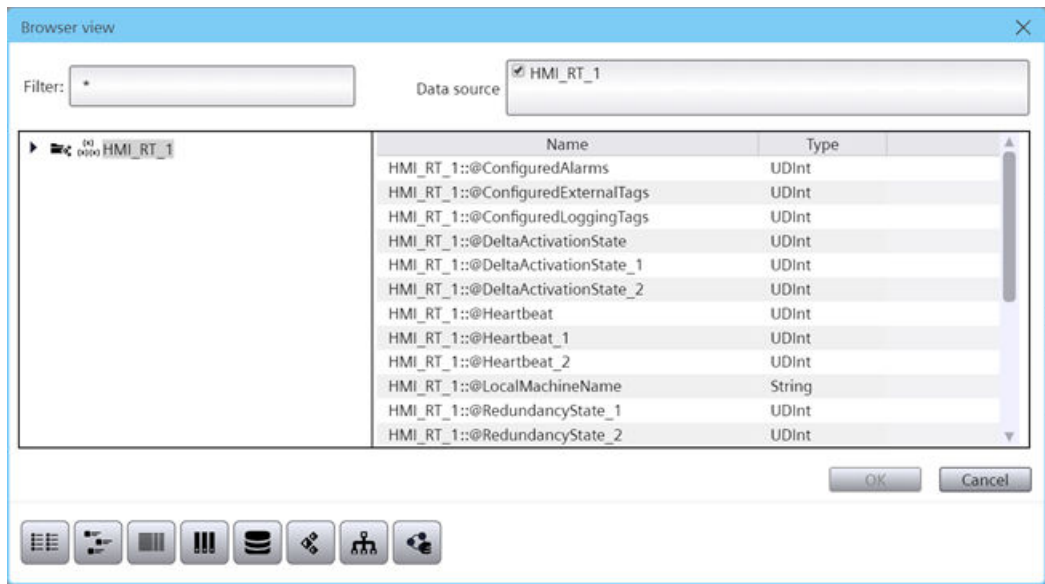 Browser view
Filter: *
Data source HMI_RT_1
HMI_RT_1
Name Type
HMI_RT_1::@ConfiguredAlarms UDInt
HMI_RT_1::@ConfiguredExternalTags UDInt
HMI_RT_1::@ConfiguredLoggingTags UDInt
HMI_RT_1::@DeltaActivationState UDInt
HMI_RT_1::@DeltaActivationState_1 UDInt
HMI_RT_1::@DeltaActivationState_2 UDInt
HMI_RT_1::@Heartbeat UDInt
HMI_RT_1::@Heartbeat_1 UDInt
HMI_RT_1::@Heartbeat_2 UDInt
HMI_RT_1::@LocalMachineName String
HMI_RT_1::@RedundancyState_1 UDInt
HMI_RT_1::@RedundancyState_2 UDInt
OK Cancel